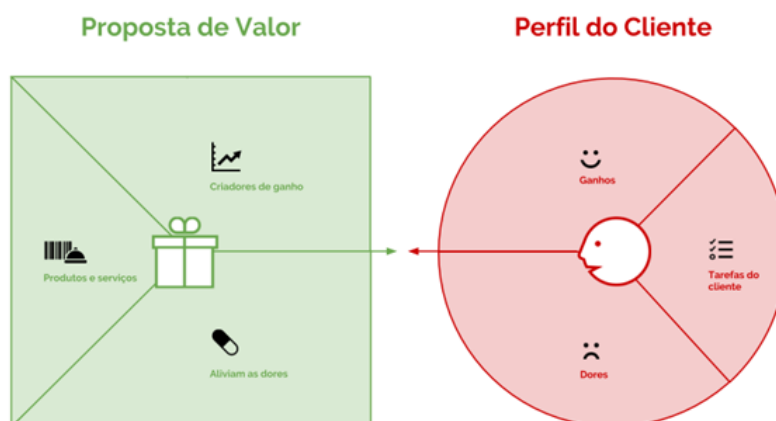 Proposta de Valor
Perfil do Cliente
Criadores de ganho
Produtos e serviços
Aliviam as dores
Ganhos
Tarefas do
cliente
Dores